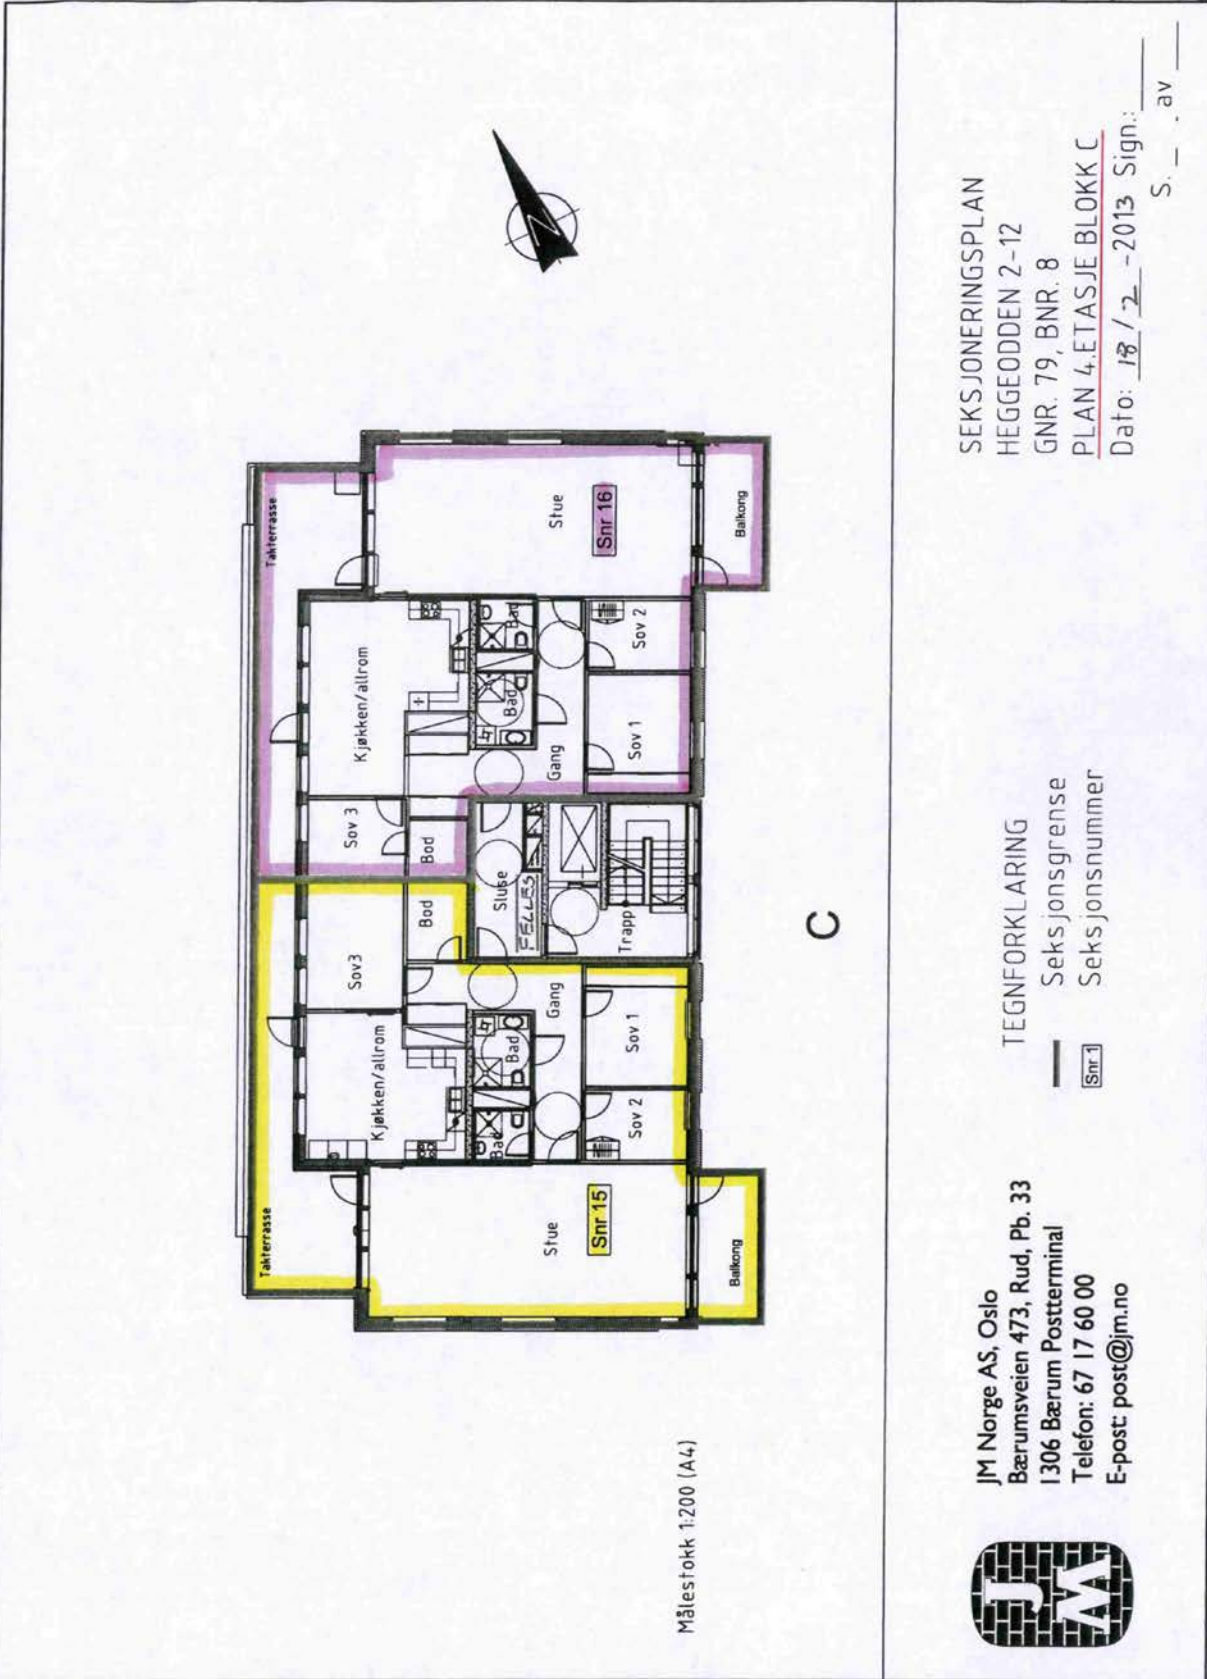 Takterrasse
Takterrasse
Kjøkken/allrom
Sov3
Sov 3
Kjøkken/allrom
Bod
Bod
Bad
Bad
Sluse
FELLES
Bad
Bad
Stue
Gang
Gang
Stue
Snr 15
Snr 16
Sov 2
Sov 1
Trapp
Sov 1
Sov 2
Balkong
Balkong
C
N
Målestokk 1:200 (A4)
JM
JM Norge AS, Oslo
Bærumsveien 473, Rud, Pb. 33
1306 Bærum Postterminal
Telefon: 67 17 60 00
E-post: post@jm.no
TEGNFORKLARING
Seksjonsgrense
Snr 1 Seksjonsnummer
SEKSJONERINGSPLAN
HEGGEODDEN 2-12
GNR. 79, BNR. 8
PLAN 4.ETASJE BLOKK C
Dato: 18/2-2013 Sign.:
S. __ . av __